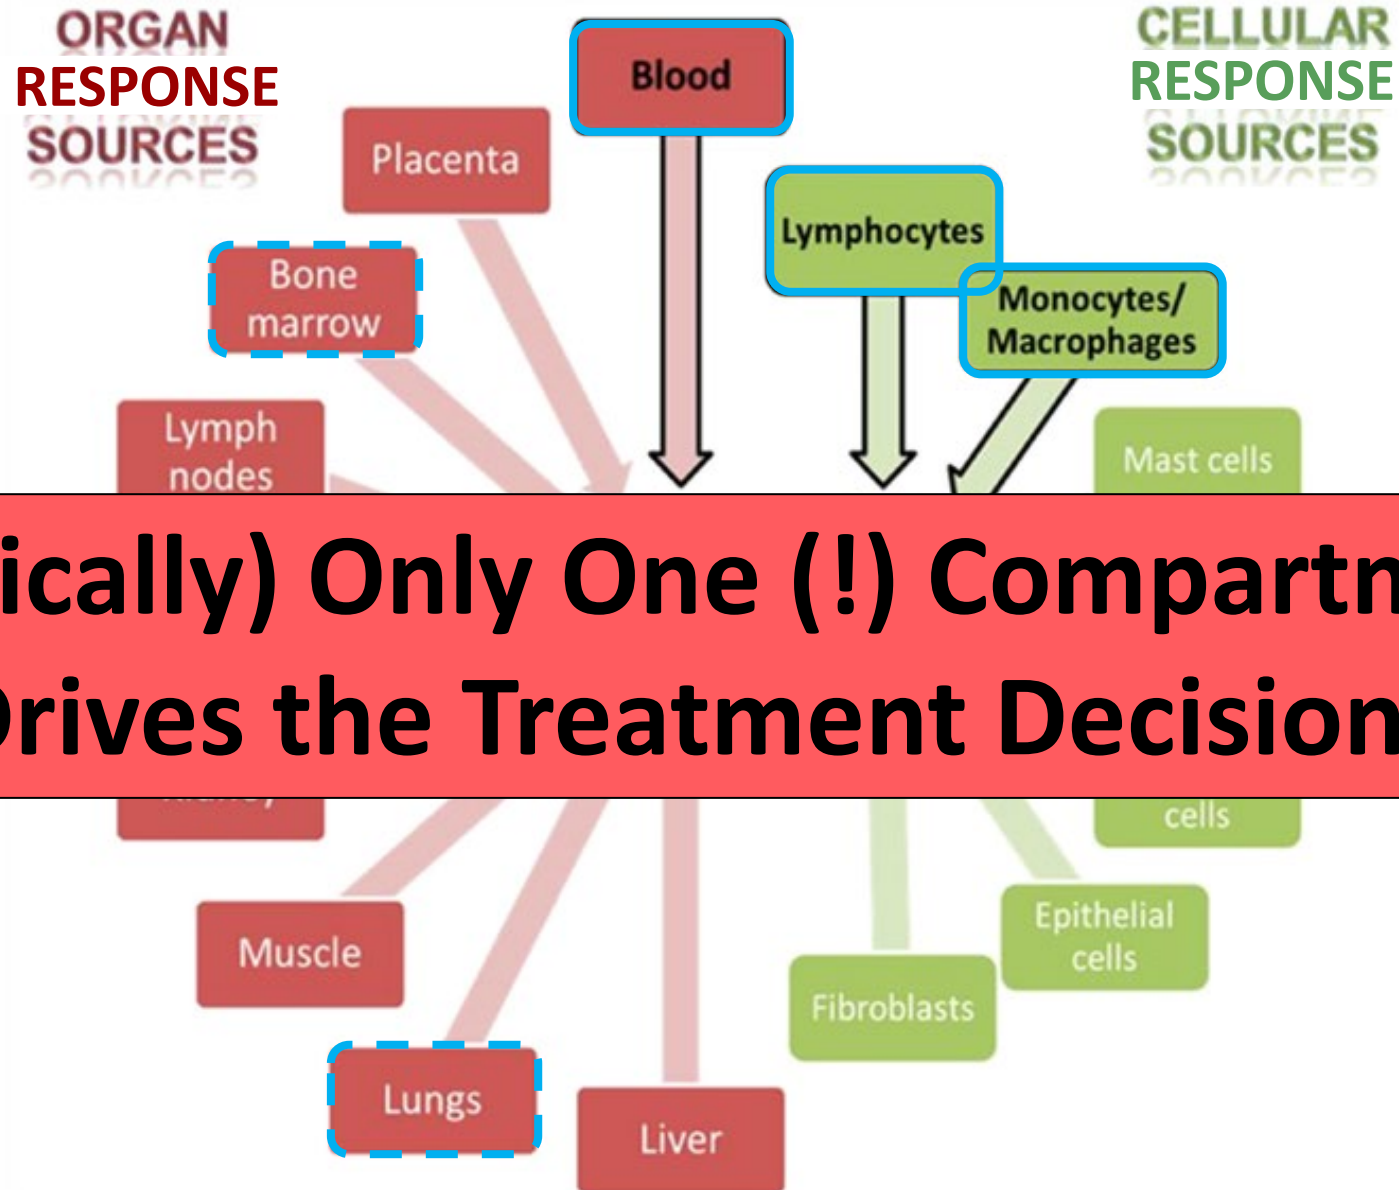 ORGAN
RESPONSE
SOURCES
CELLULAR
RESPONSE
SOURCES
Blood
Placenta
Lymphocytes
Bone
marrow
Monocytes/
Macrophages
Lymph
nodes
Mast cells
ically) Only One (!) Compartm
Drives the Treatment Decision
cells
Muscle
Epithelial
cells
Fibroblasts
Lungs
Liver